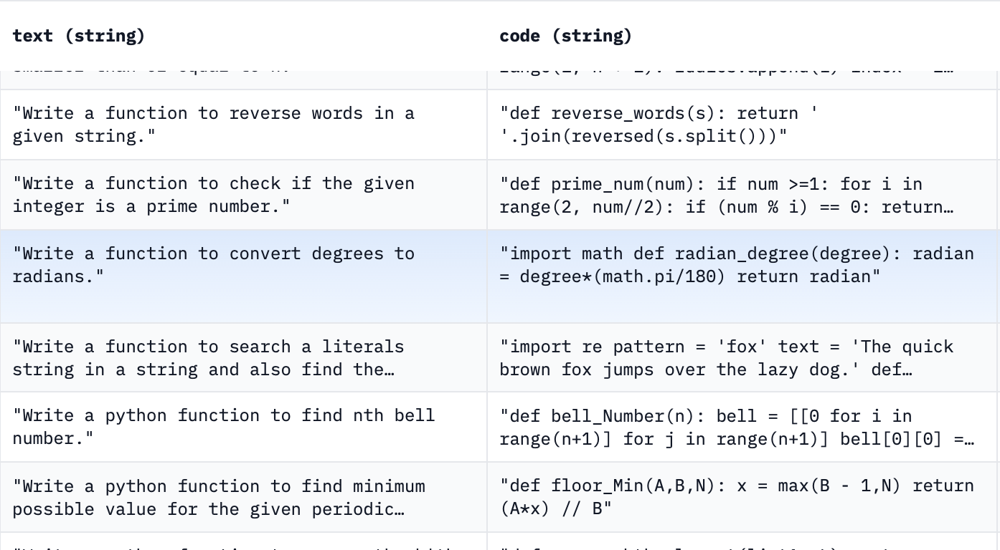 text (string)
code (string)
"Write a function to reverse words in a
given string."
"def reverse_words(s): return '
'.join(reversed(s.split()))"
"Write a function to check if the given
integer is a prime number."
"def prime_num(num): if num >=1: for i in
range(2, num//2): if (num % i) == 0: return…
"Write a function to convert degrees to
radians."
"import math def radian_degree(degree): radian
= degree*(math.pi/180) return radian"
"Write a function to search a literals
string in a string and also find the…
"import re pattern = 'fox' text = 'The quick
brown fox jumps over the lazy dog.' def…
"Write a python function to find nth bell
number."
"def bell_Number(n): bell = [[0 for i in
range(n+1)] for j in range(n+1)] bell[0][0] =…
"Write a python function to find minimum
possible value for the given periodic…
"def floor_Min(A,B,N): x = max(B - 1,N) return
(A*x) // B"